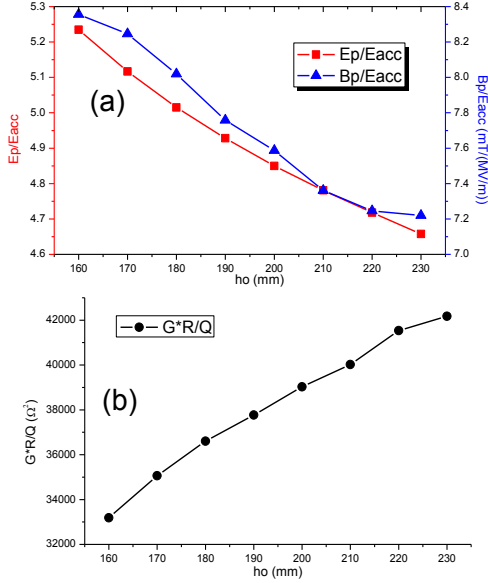 5.3
5.2
5.1
5.0
4.9
4.8
4.7
4.6
Ep/Eacc
Ep/Eacc
Bp/Eacc
(a)
8.4
8.2
8.0
7.8
7.6
7.4
7.2
7.0
Bp/Eacc (mT/(MV/m))
160 170 180 190 200 210 220 230
ho (mm)
42000
40000
38000
36000
34000
32000
G*R/Q (Ω²)
G*R/Q
(b)
160 170 180 190 200 210 220 230
ho (mm)